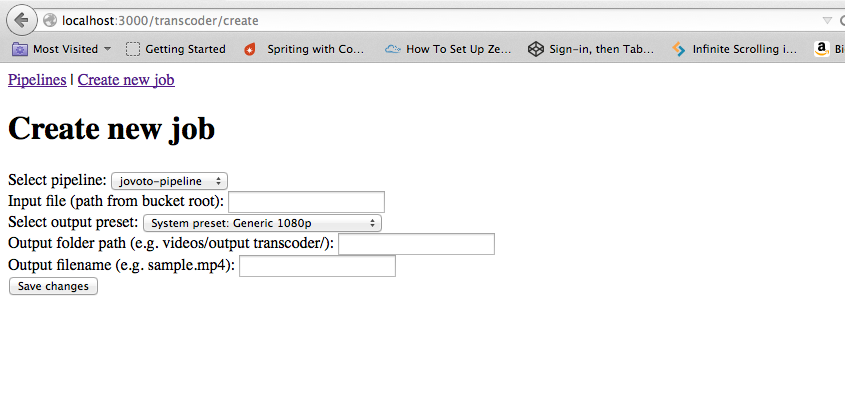 localhost:3000/transcoder/create
Most Visited Getting Started Spriting with Co... How To Set Up Ze... Sign-in, then Tab... Infinite Scrolling i... Bi
Pipelines | Create new job
Create new job
Select pipeline: jovoto-pipeline
Input file (path from bucket root):
Select output preset: System preset: Generic 1080p
Output folder path (e.g. videos/output transcoder/):
Output filename (e.g. sample.mp4):
Save changes